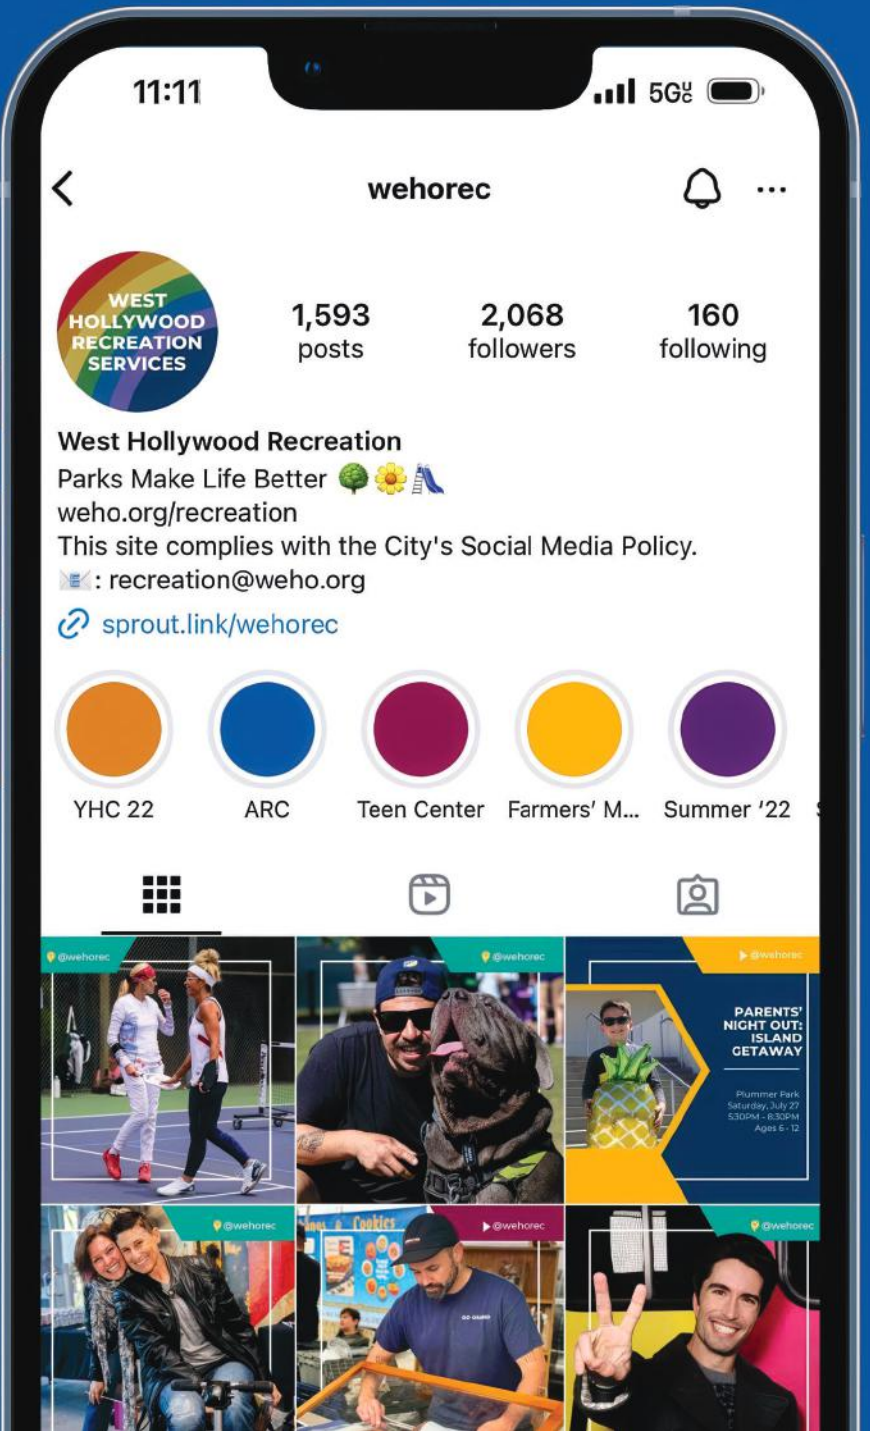 11:11
5G UC
wehorec
WEST
HOLLYWOOD
RECREATION
SERVICES
1,593
posts
2,068
followers
160
following
West Hollywood Recreation
Parks Make Life Better 🌳🌼🛝
weho.org/recreation
This site complies with the City's Social Media Policy.
📧: recreation@weho.org
sprout.link/wehorec
YHC 22
ARC
Teen Center
Farmers’ M...
Summer ’22
@wehorec
@wehorec
@wehorec
PARENTS’
NIGHT OUT:
ISLAND
GETAWAY
Plummer Park
Saturday, July 27
5:30PM - 8:30PM
Ages 6 - 12
@wehorec
Cookies
@wehorec
@wehorec